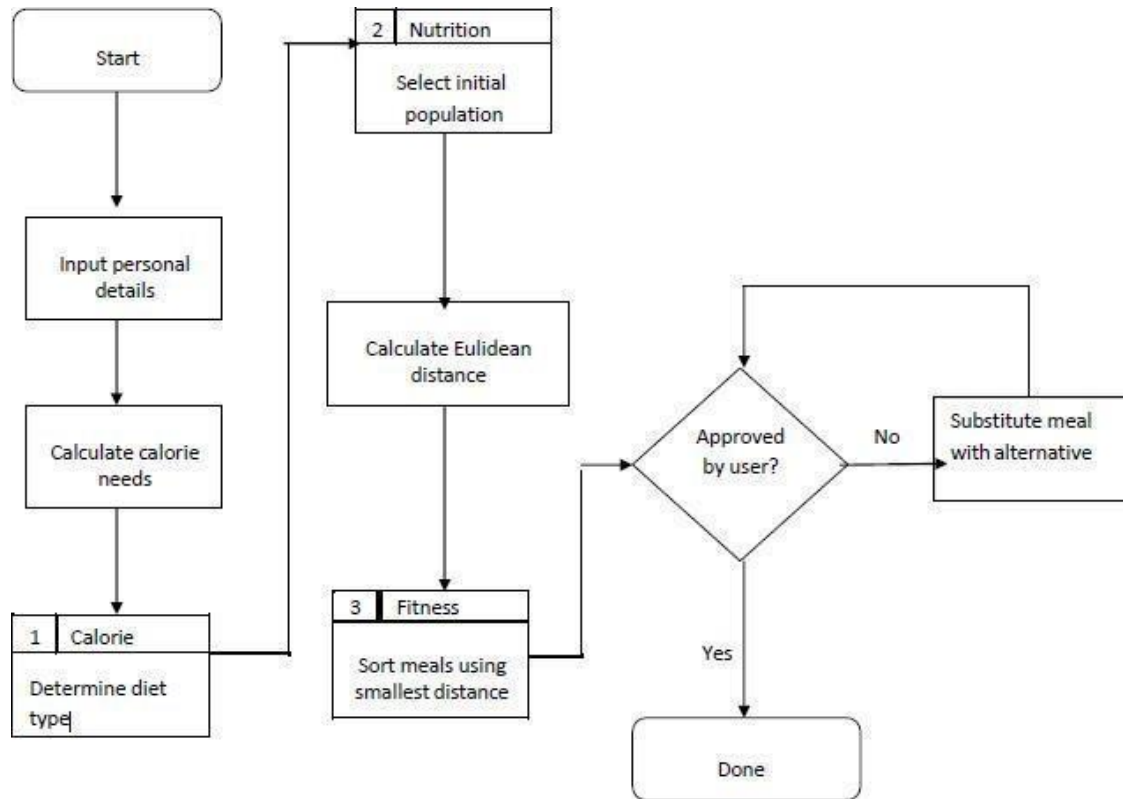 Start
Input personal
details
Calculate calorie
needs
1 Calorie
Determine diet
type
2 Nutrition
Select initial
population
Calculate Eulidean
distance
3 Fitness
Sort meals using
smallest distance
Approved
by user?
No
Substitute meal
with alternative
Yes
Done